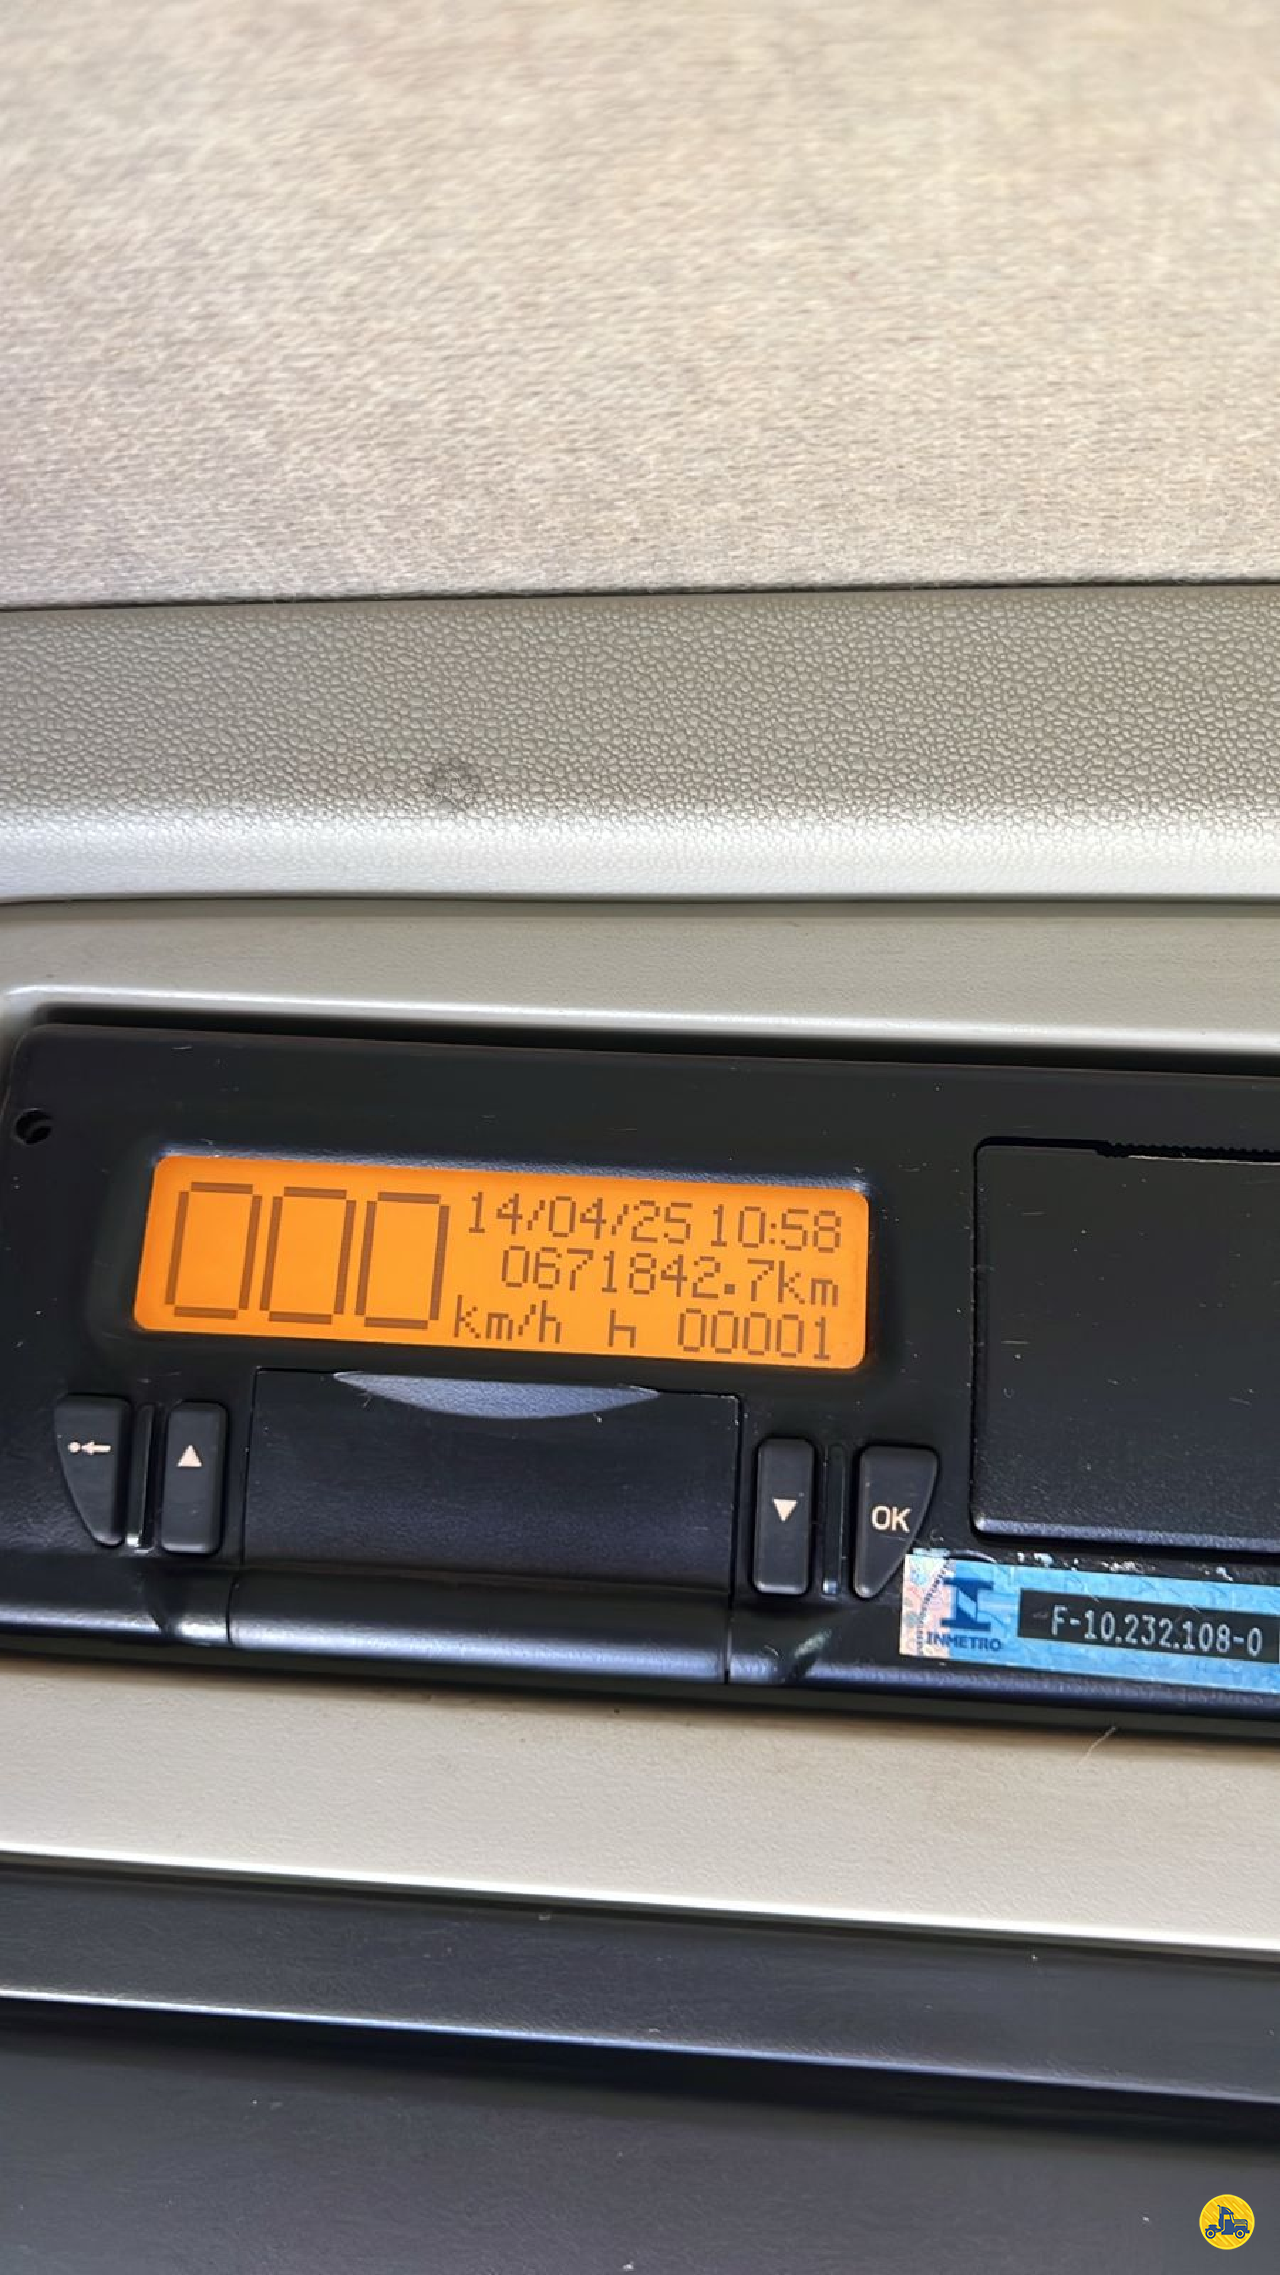 000 14/04/25 10:58
0671842.7km
km/h h 00001
OK
INMETRO
F-10.232.108-0